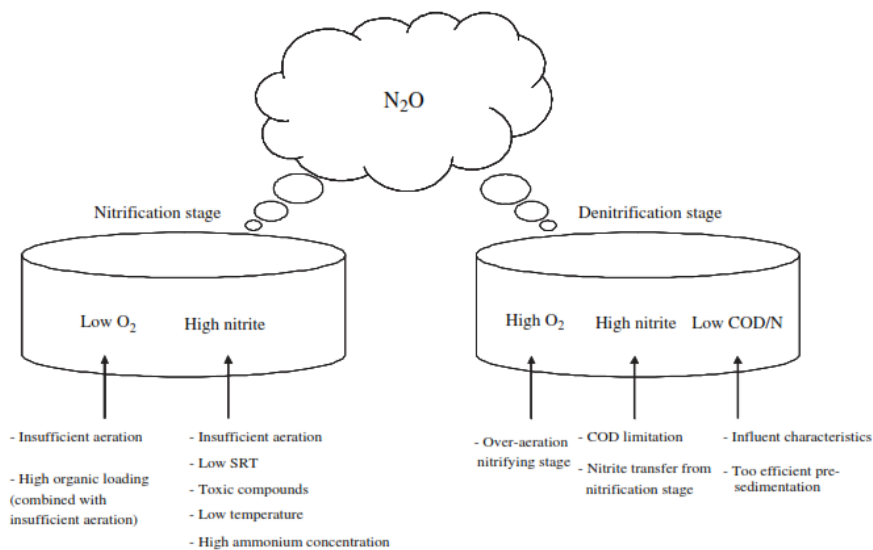 N₂O
Nitrification stage
Denitrification stage
Low O₂
High nitrite
High O₂
High nitrite
Low COD/N
- Insufficient aeration
- High organic loading
(combined with
insufficient aeration)
- Insufficient aeration
- Low SRT
- Toxic compounds
- Low temperature
- High ammonium concentration
- Over-aeration
nitrifying stage
- COD limitation
- Nitrite transfer from
nitrification stage
- Influent characteristics
- Too efficient pre-
sedimentation